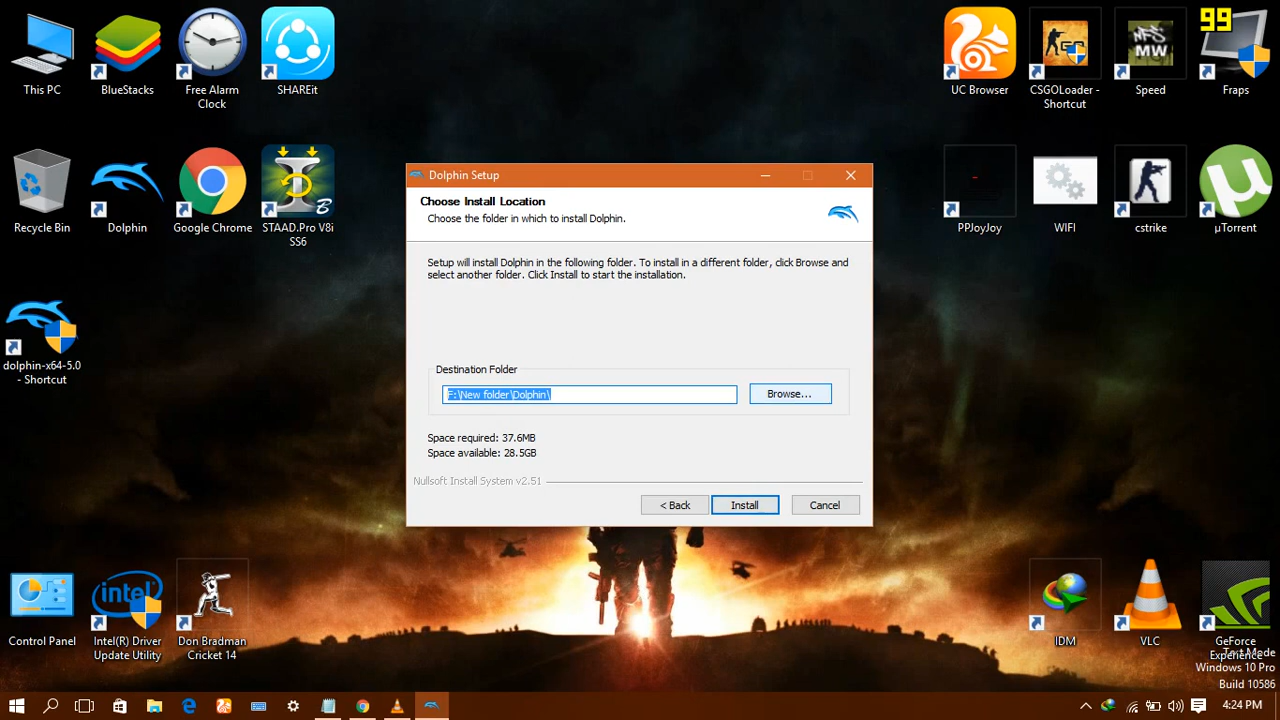 This PC
BlueStacks
Free Alarm
Clock
SHAREit
UC Browser
CSGOLoader -
Shortcut
NFS
MW
Speed
99
Fraps
Recycle Bin
Dolphin
Google Chrome
STAAD.Pro V8i
SS6
PPJoyJoy
WIFI
cstrike
µTorrent
dolphin-x64-5.0
- Shortcut
Dolphin Setup
Choose Install Location
Choose the folder in which to install Dolphin.
Setup will install Dolphin in the following folder. To install in a different folder, click Browse and
select another folder. Click Install to start the installation.
Destination Folder
F:\New folder\Dolphin\
Browse...
Space required: 37.6MB
Space available: 28.5GB
Nullsoft Install System v2.51
< Back
Install
Cancel
intel
Control Panel
Intel(R) Driver
Update Utility
Don Bradman
Cricket 14
IDM
VLC
GeForce
Experience
Test Mode
Windows 10 Pro
Build 10586
4:24 PM